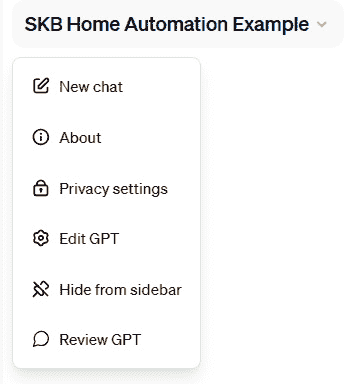 SKB Home Automation Example
New chat
About
Privacy settings
Edit GPT
Hide from sidebar
Review GPT